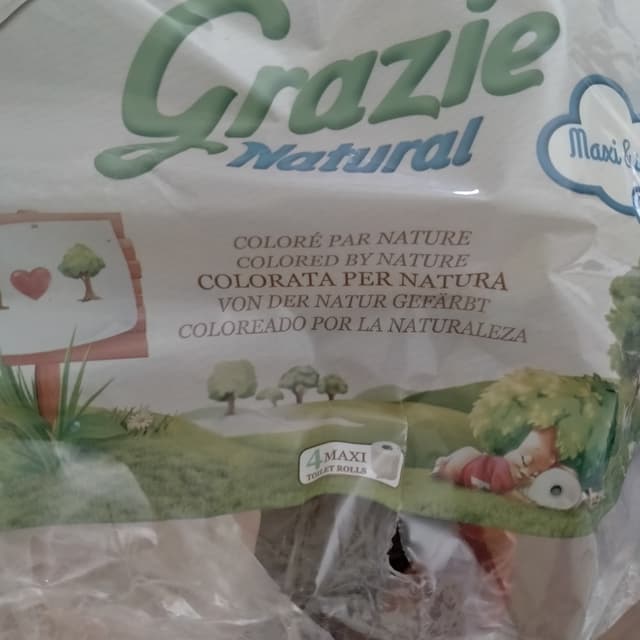 Grazie
Natural
Maxi &
COLORÉ PAR NATURE
COLORED BY NATURE
COLORATA PER NATURA
VON DER NATUR GEFÄRBT
COLOREADO POR LA NATURALEZA
4 MAXI
TOILET ROLLS